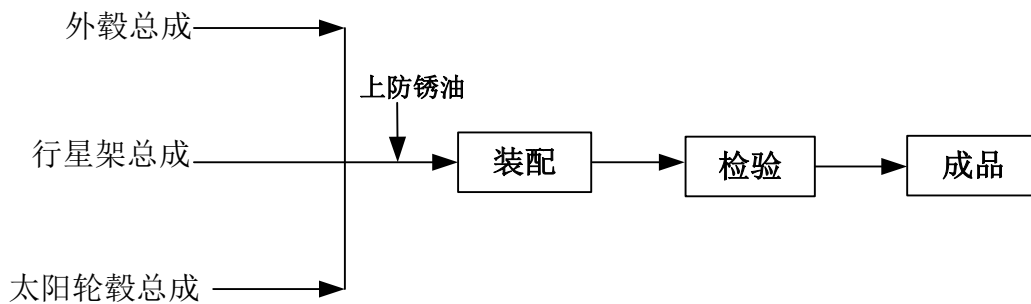 外毂总成
上防锈油
行星架总成
装配
检验
成品
太阳轮毂总成